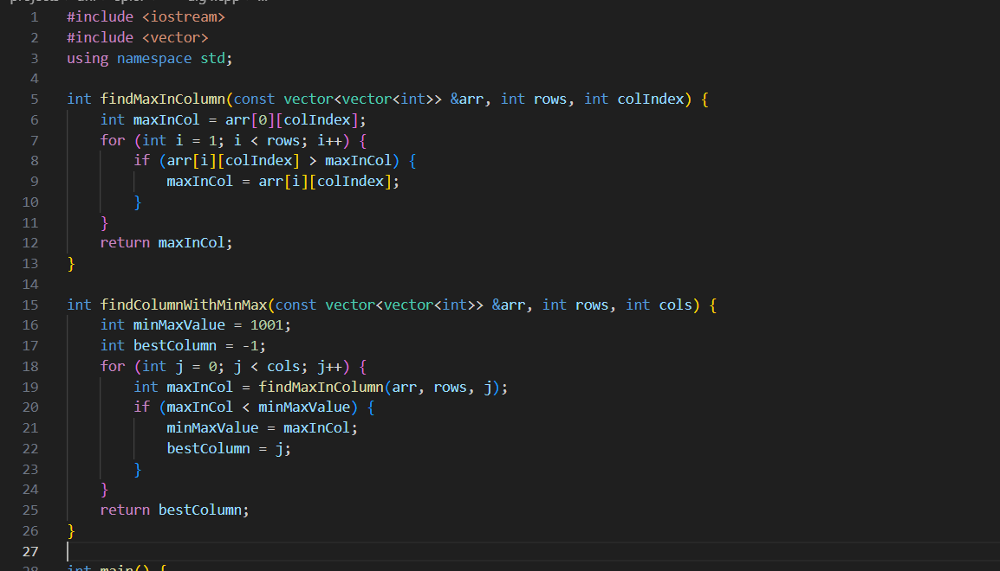 #include <iostream>
#include <vector>
using namespace std;
int findMaxInColumn(const vector<vector<int>> &arr, int rows, int colIndex) {
int maxInCol = arr[0][colIndex];
for (int i = 1; i < rows; i++) {
if (arr[i][colIndex] > maxInCol) {
maxInCol = arr[i][colIndex];
}
}
return maxInCol;
}
int findColumnWithMinMax(const vector<vector<int>> &arr, int rows, int cols) {
int minMaxValue = 1001;
int bestColumn = -1;
for (int j = 0; j < cols; j++) {
int maxInCol = findMaxInColumn(arr, rows, j);
if (maxInCol < minMaxValue) {
minMaxValue = maxInCol;
bestColumn = j;
}
}
return bestColumn;
}
int main() {